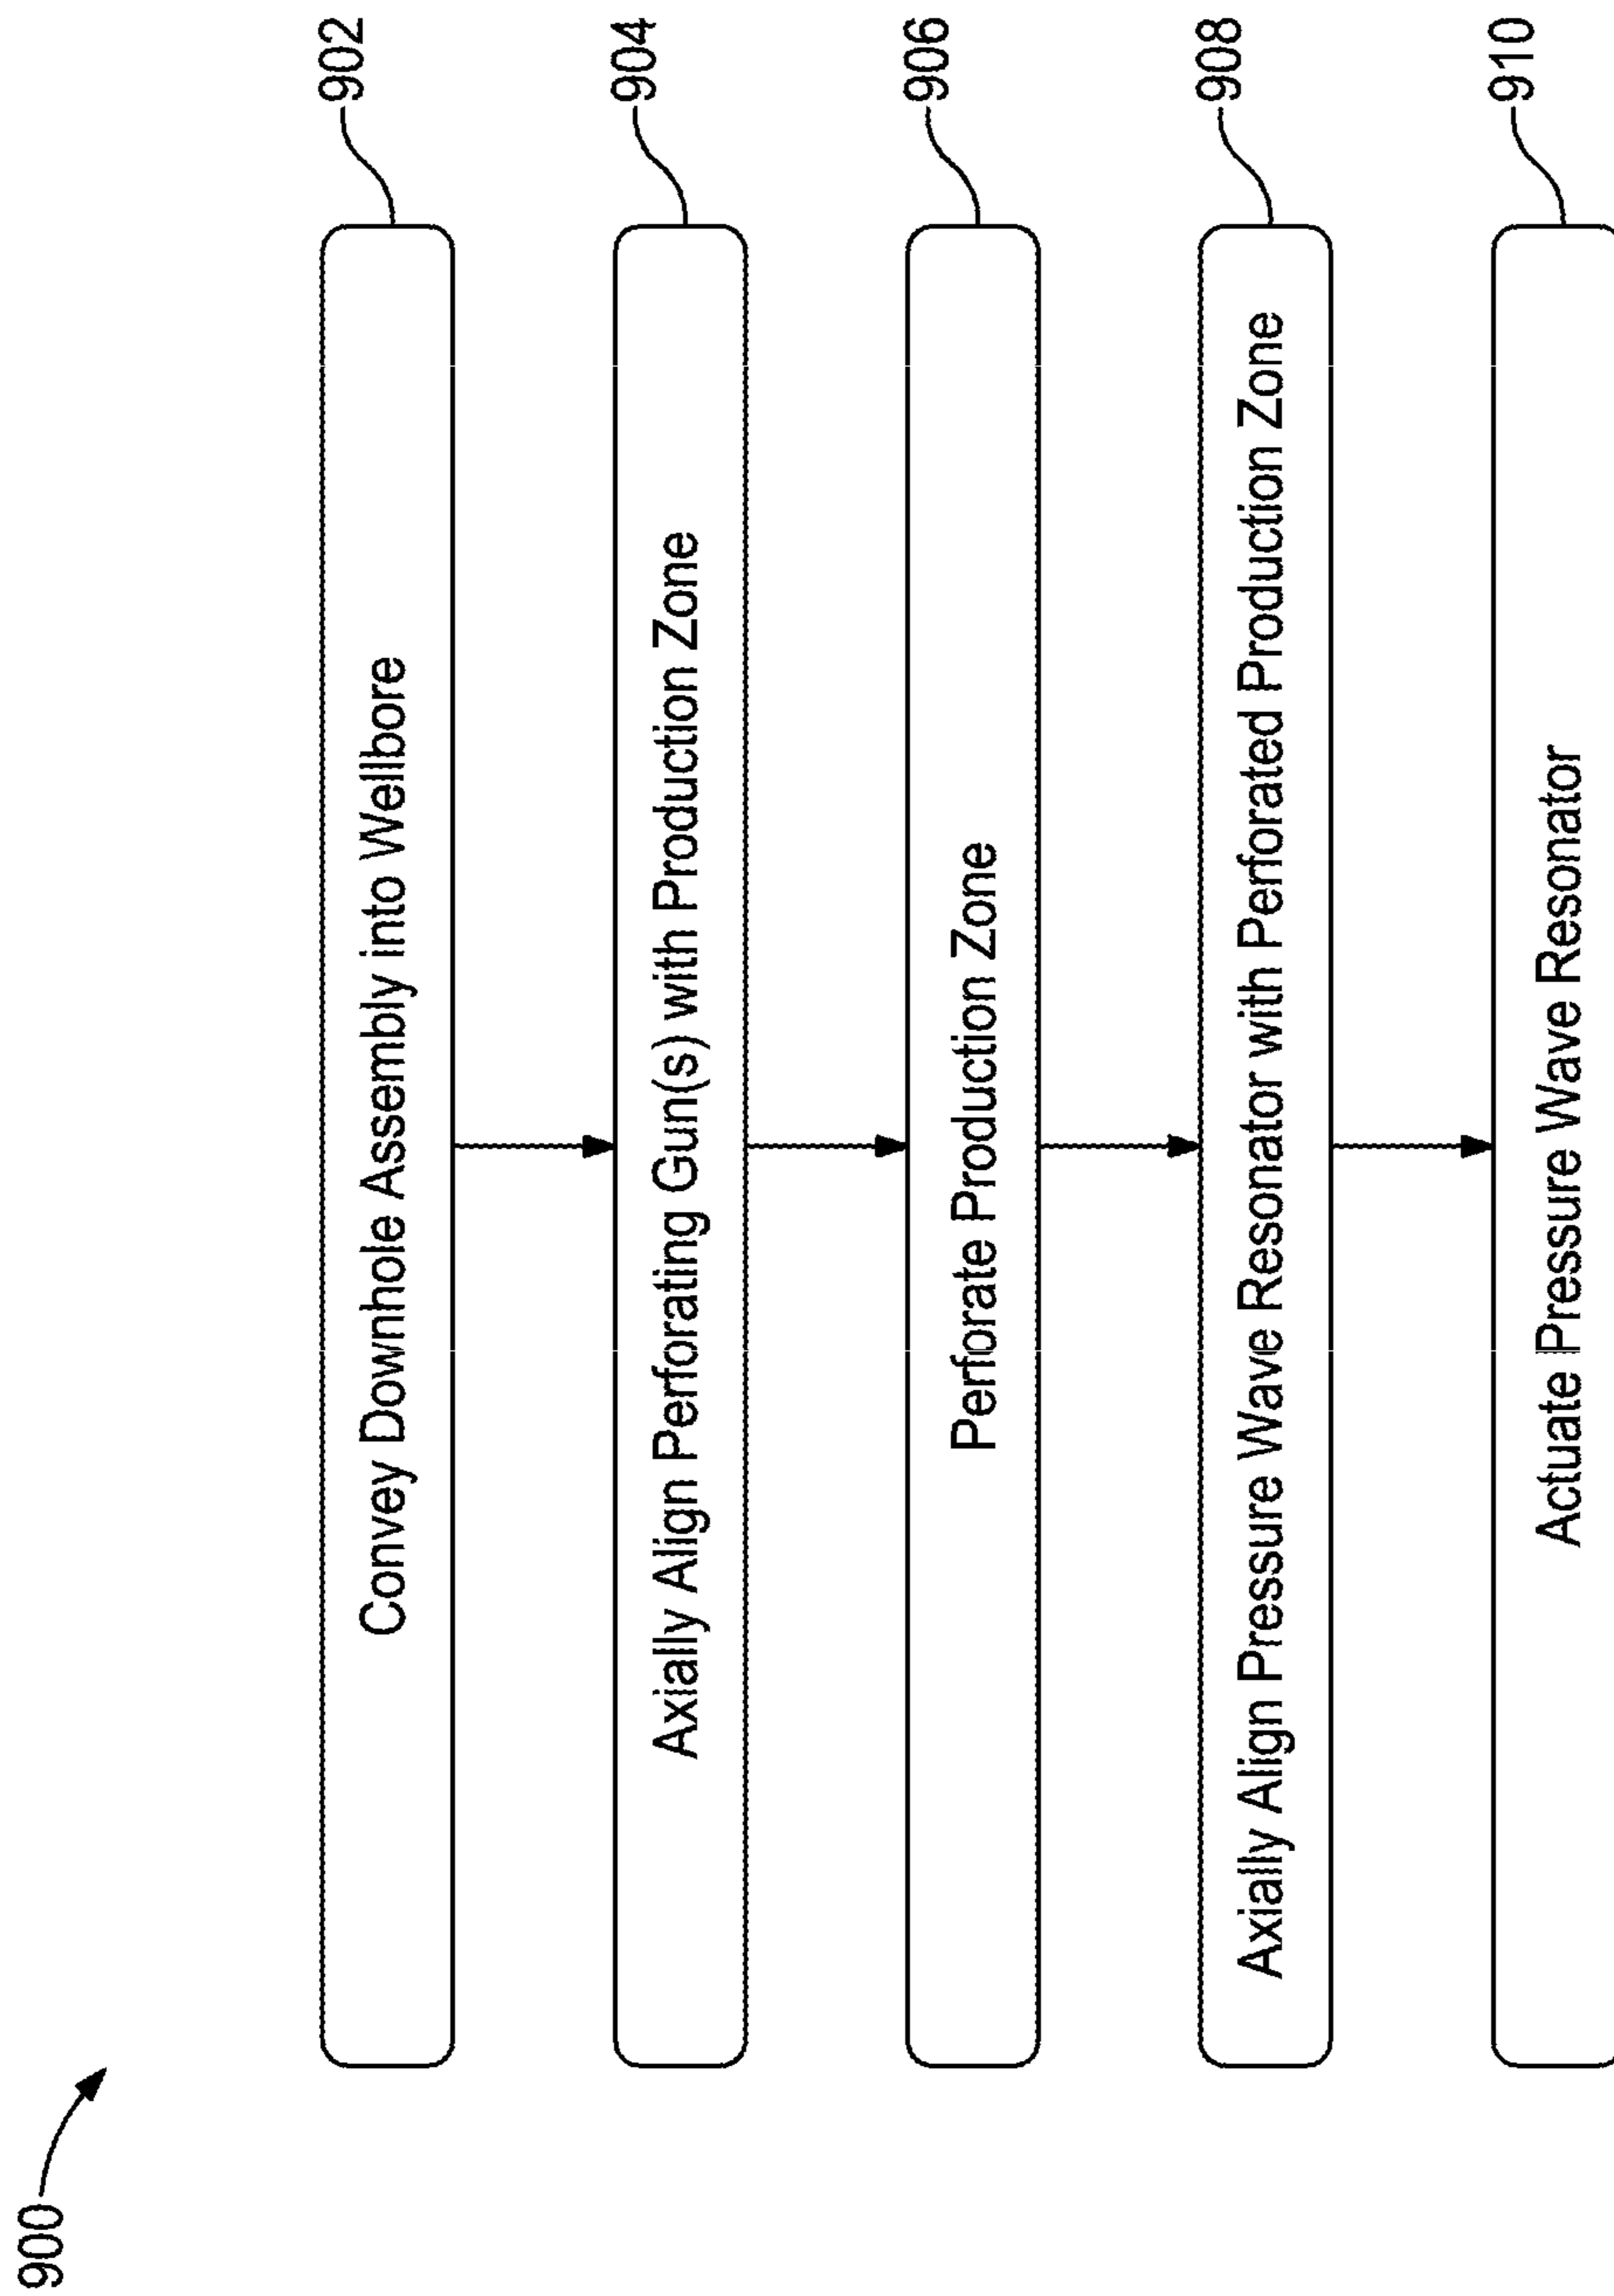 900
Convey Downhole Assembly into Wellbore
902
Axially Align Perforating Gun(s) with Production Zone
904
Perforate Production Zone
906
Axially Align Pressure Wave Resonator with Perforated Production Zone
908
Actuate Pressure Wave Resonator
910